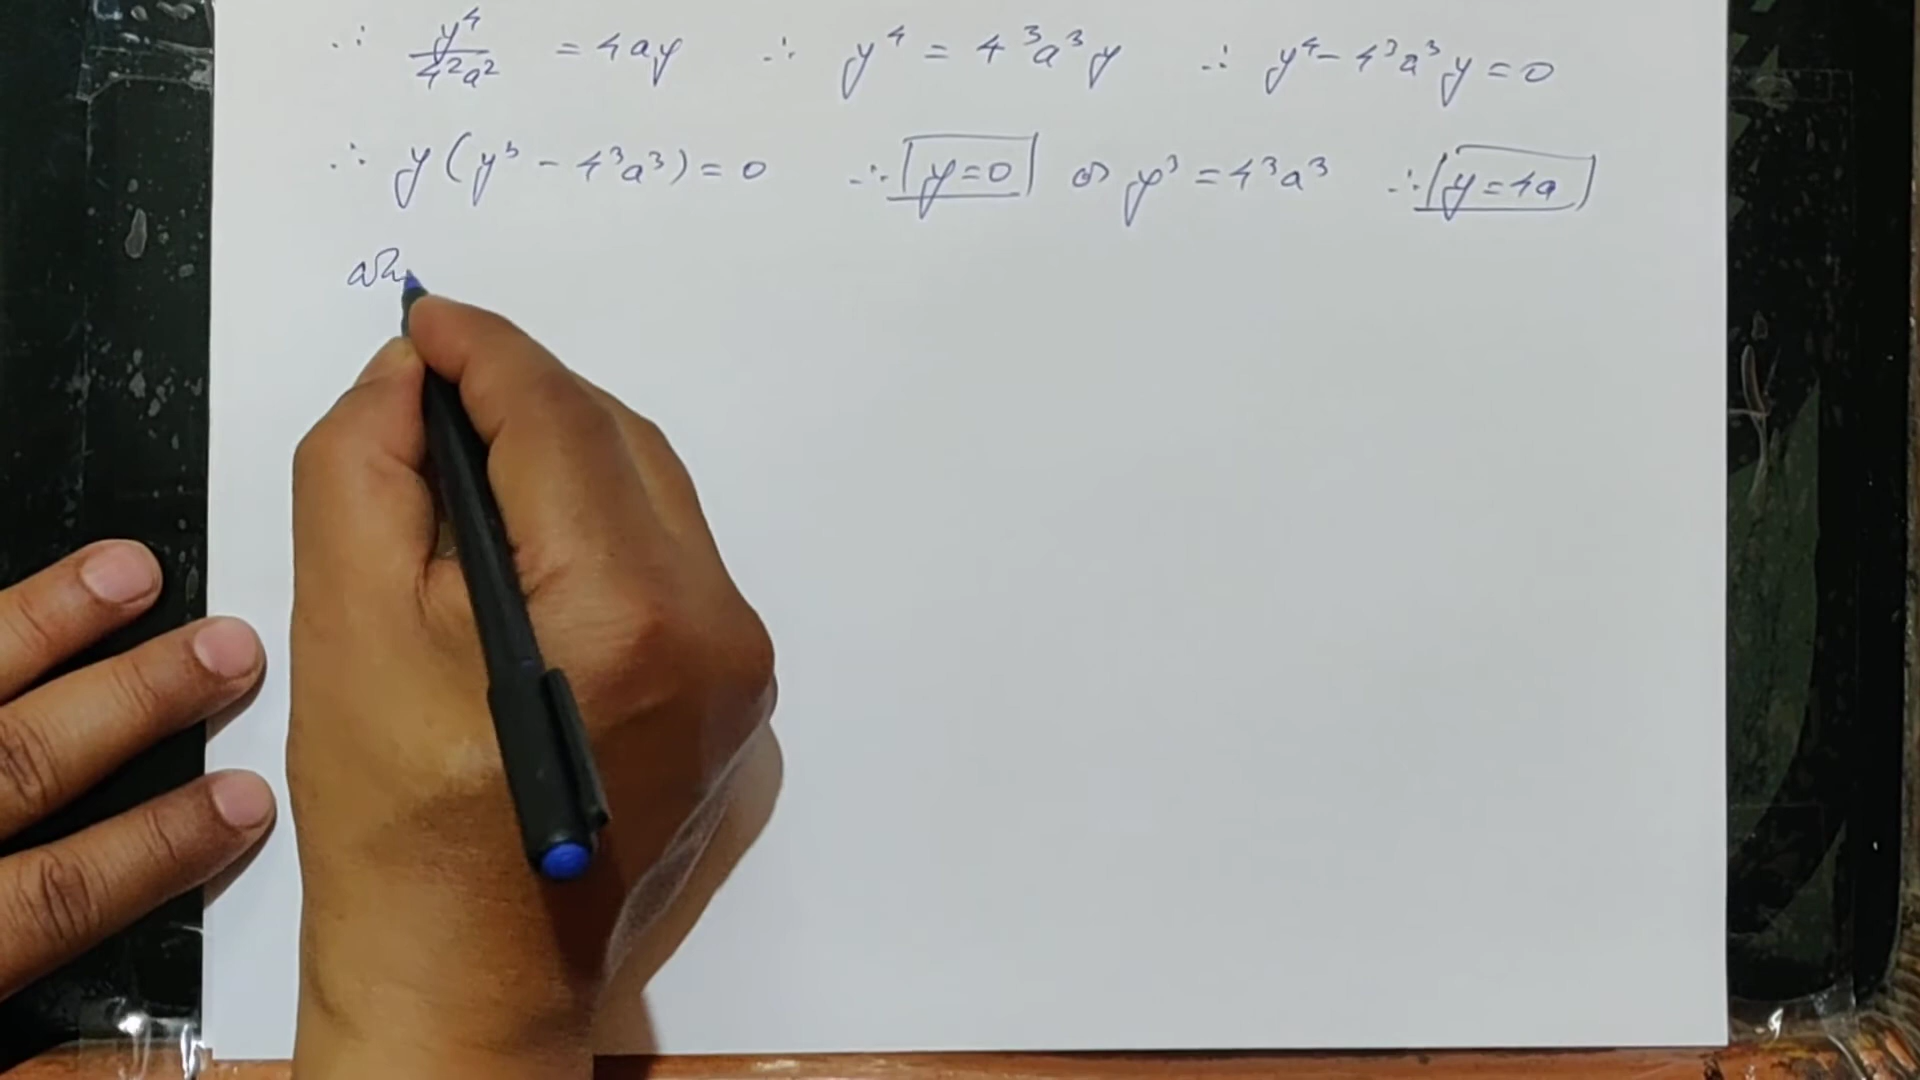 ∴ y⁴/4²a² = 4ay ∴ y⁴ = 4³a³y ∴ y⁴ - 4³a³y = 0
∴ y(y³ - 4³a³) = 0 ∴ y=0 or y³ = 4³a³ ∴ y=4a